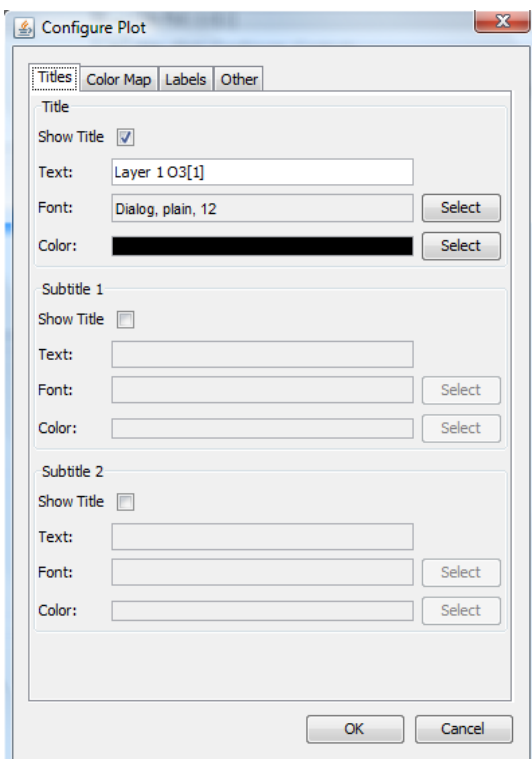 Configure Plot
Titles Color Map Labels Other
Title
Show Title
Text: Layer 1 O3[1]
Font: Dialog, plain, 12 Select
Color: Select
Subtitle 1
Show Title
Text:
Font: Select
Color: Select
Subtitle 2
Show Title
Text:
Font: Select
Color: Select
OK Cancel